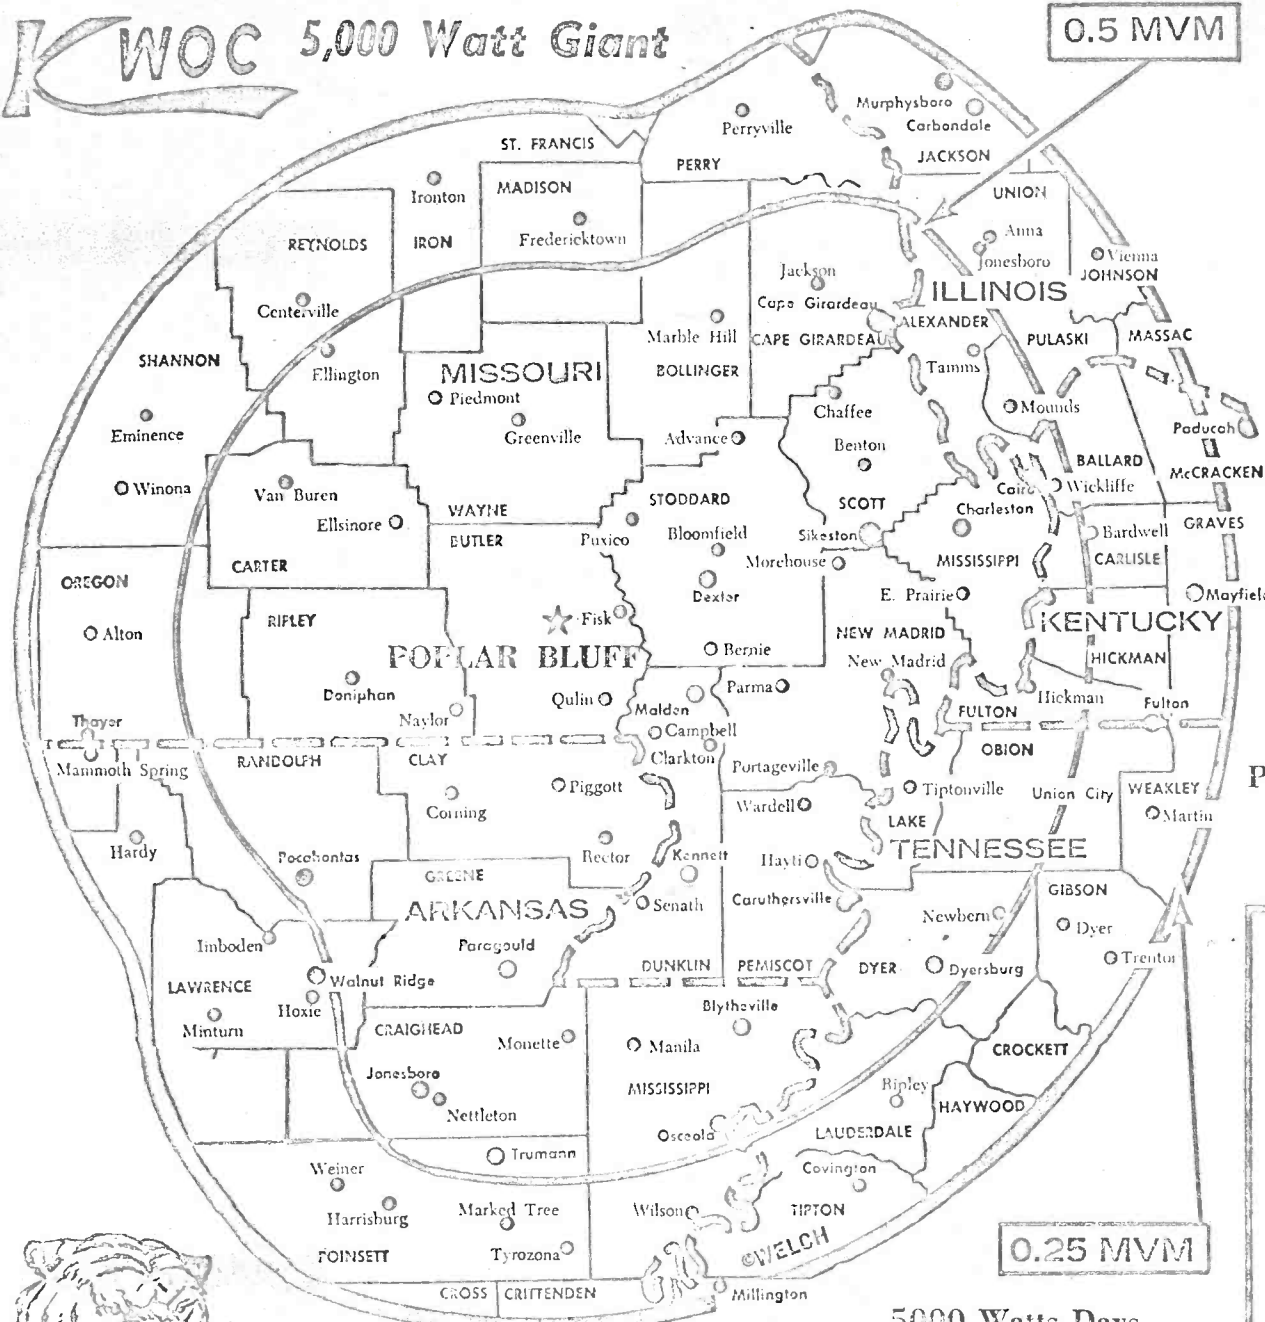 KWOC 5,000 Watt Giant
0.5 MVM
Murphysboro
Carbondale
Perryville
ST. FRANCIS
JACKSON
PERRY
MADISON
Ironton
UNION
Fredericktown
REYNOLDS
IRON
Anna
Jonesboro
Vienna
JOHNSON
Jackson
ILLINOIS
Centerville
Cape Girardeau
ALEXANDER
Marble Hill
CAPE GIRARDEAU
PULASKI
MASSAC
SHANNON
Ellington
MISSOURI
BOLLINGER
Tamms
Piedmont
Chaffee
Mounds
Eminence
Greenville
Advance
Benton
Paducah
BALLARD
McCRACKEN
Winona
Van Buren
STODDARD
SCOTT
Cairo
Wickliffe
Ellsinore
WAYNE
Charleston
BUTLER
Puxico
Bloomfield
Sikeston
Bardwell
GRAVES
Morehouse
MISSISSIPPI
CARLISLE
CARTER
OREGON
Dexter
E. Prairie
Mayfiel
RIPLEY
Fisk
Alton
NEW MADRID
KENTUCKY
POPLAR BLUFF
Bernie
New Madrid
HICKMAN
Doniphan
Qulin
Parma
Hickman
Naylor
Malden
FULTON
Fulton
Thayer
Campbell
RANDOLPH
CLAY
Clarkton
OBION
Mammoth Spring
Portageville
P
Piggott
Tiptonville
Union City
WEAKLEY
Corning
Wardell
LAKE
Martin
Hardy
Pocahontas
Rector
Kennett
Hayti
TENNESSEE
GREENE
GIBSON
ARKANSAS
Senath
Caruthersville
Newbern
Dyer
Imboden
Paragould
Trenton
DUNKLIN
PEMISCOT
DYER
Dyersburg
LAWRENCE
Walnut Ridge
Hoxie
Blytheville
Minturn
CRAIGHEAD
Monette
Manila
CROCKETT
Jonesboro
MISSISSIPPI
Ripley
Nettleton
HAYWOOD
Osceola
LAUDERDALE
Trumann
Weiner
Covington
Harrisburg
Marked Tree
Wilson
TIPTON
POINSETT
Tyrozona
©WELCH
0.25 MVM
CROSS
CRITTENDEN
Millington
5000 Watts Days